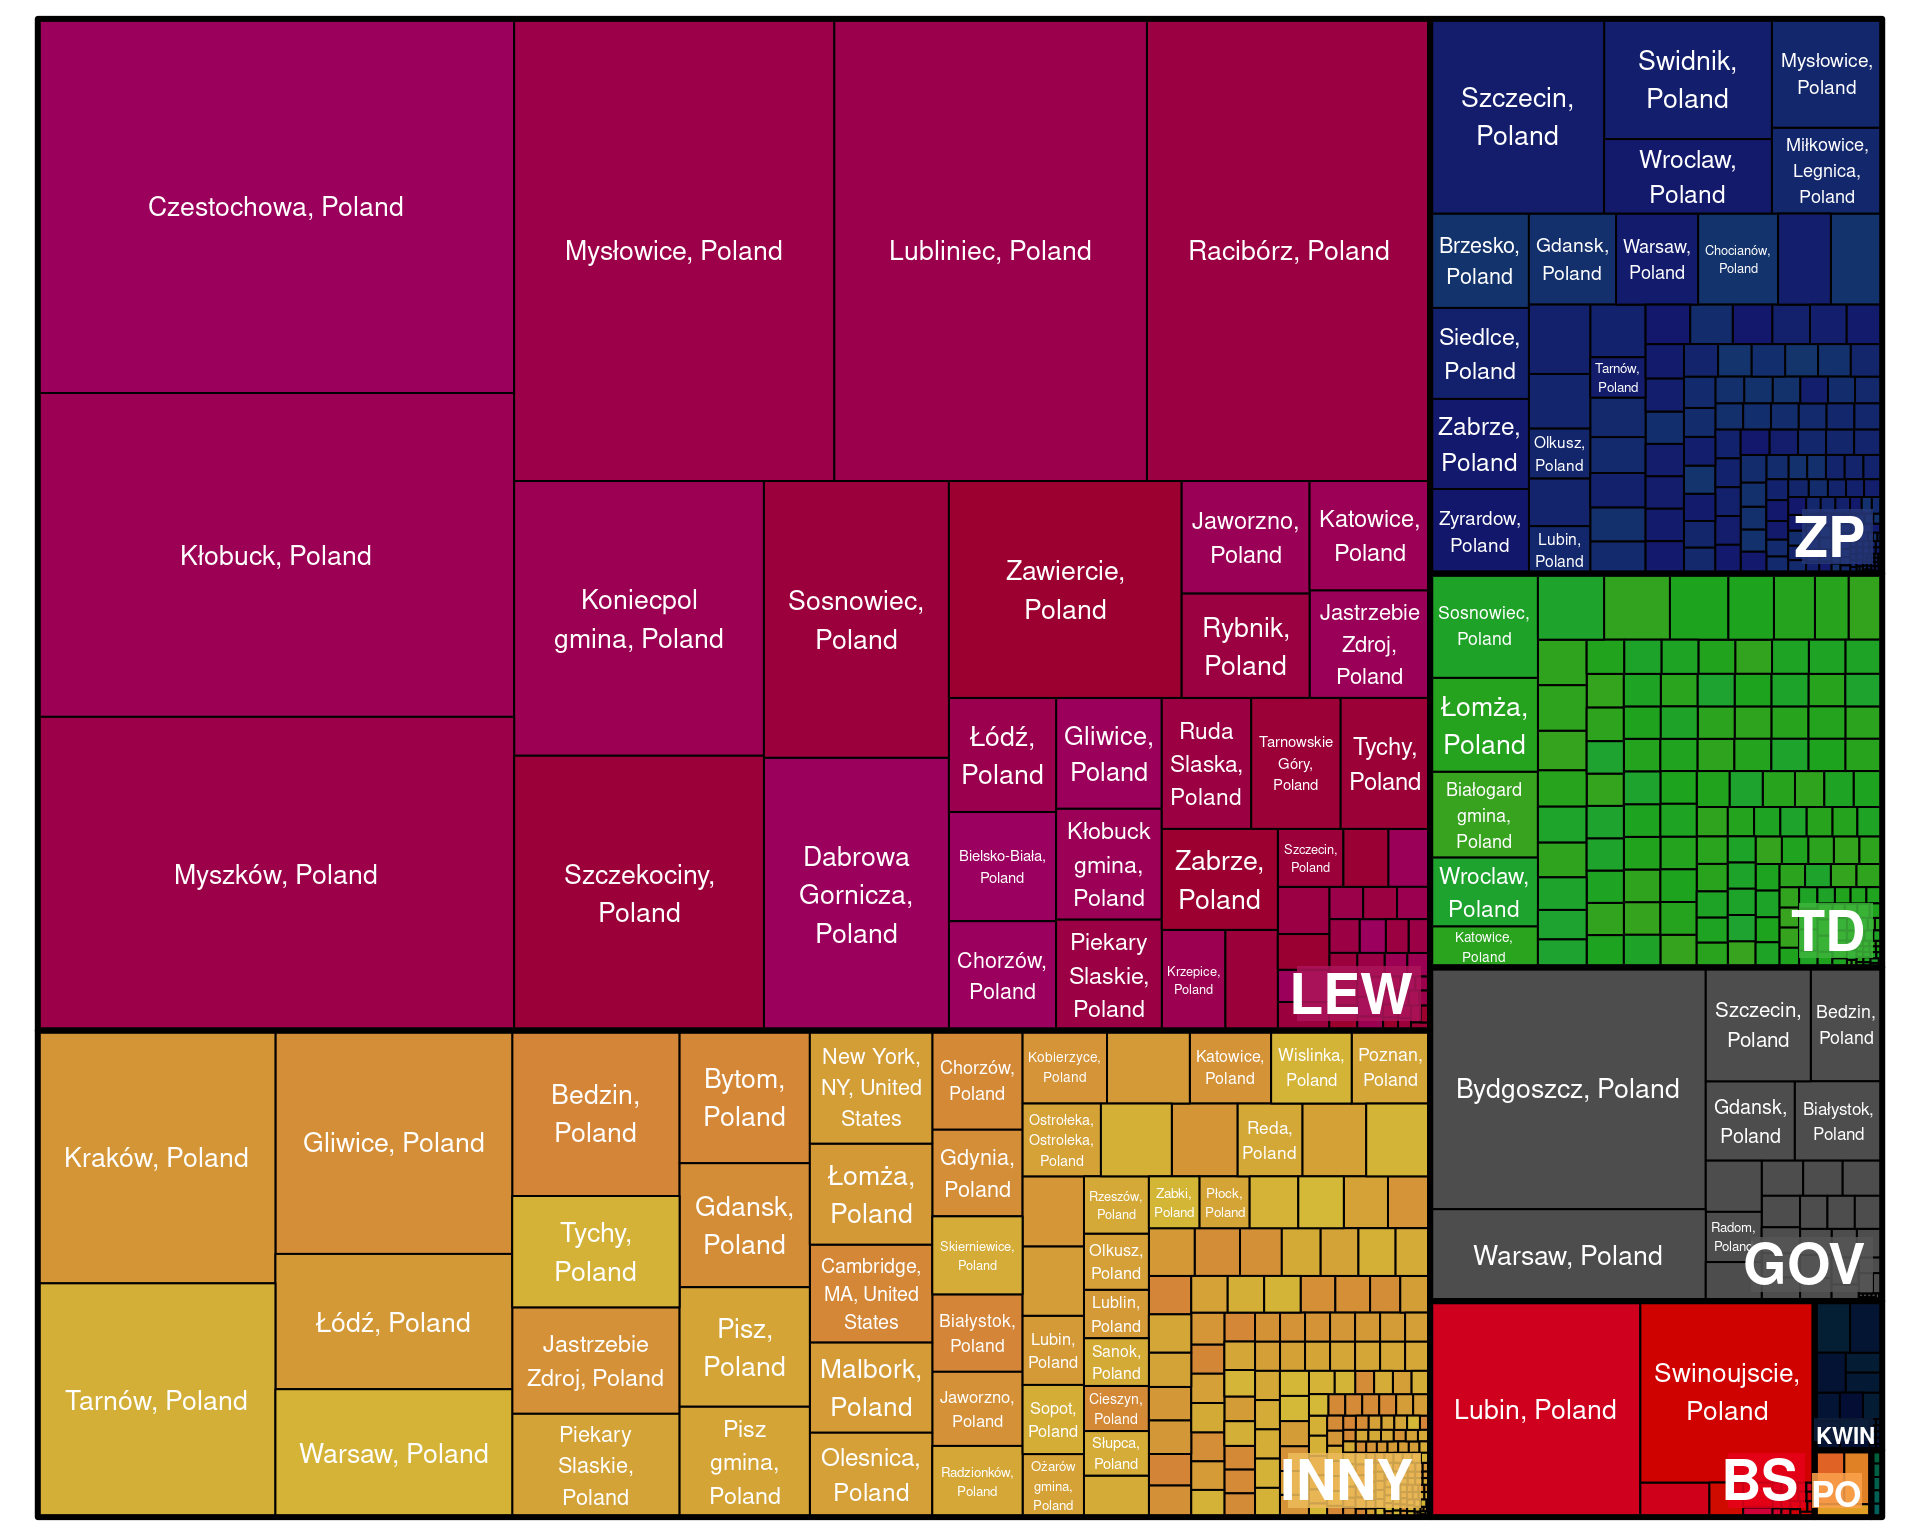 Czestochowa, Poland
Kłobuck, Poland
Myszków, Poland
Mysłowice, Poland
Lubliniec, Poland
Racibórz, Poland
Koniecpol
gmina, Poland
Szczekociny,
Poland
Sosnowiec,
Poland
Dabrowa
Gornicza,
Poland
Zawiercie,
Poland
Jaworzno,
Poland
Katowice,
Poland
Rybnik,
Poland
Jastrzebie
Zdroj,
Poland
Łódź,
Poland
Bielsko-Biała,
Poland
Chorzów,
Poland
Gliwice,
Poland
Kłobuck
gmina,
Poland
Piekary
Slaskie,
Poland
Ruda
Slaska,
Poland
Tarnowskie
Góry,
Poland
Tychy,
Poland
Zabrze,
Poland
Szczecin,
Poland
Krzepice,
Poland
LEW
Szczecin,
Poland
Swidnik,
Poland
Wroclaw,
Poland
Mysłowice,
Poland
Miłkowice,
Legnica,
Poland
Brzesko,
Poland
Gdansk,
Poland
Warsaw,
Poland
Chocianów,
Poland
Siedlce,
Poland
Zabrze,
Poland
Zyrardow,
Poland
Tarnów,
Poland
Olkusz,
Poland
Lubin,
Poland
ZP
Sosnowiec,
Poland
Łomża,
Poland
Białogard
gmina,
Poland
Wroclaw,
Poland
Katowice,
Poland
TD
Bydgoszcz, Poland
Warsaw, Poland
Szczecin,
Poland
Bedzin,
Poland
Gdansk,
Poland
Białystok,
Poland
Radom,
Poland
GOV
Lubin, Poland
Swinoujscie,
Poland
BS
KWIN
PO
Kraków, Poland
Tarnów, Poland
Gliwice, Poland
Łódź, Poland
Warsaw, Poland
Bedzin,
Poland
Tychy,
Poland
Jastrzebie
Zdroj, Poland
Piekary
Slaskie,
Poland
Bytom,
Poland
Gdansk,
Poland
Pisz,
Poland
Pisz
gmina,
Poland
New York,
NY, United
States
Łomża,
Poland
Cambridge,
MA, United
States
Malbork,
Poland
Olesnica,
Poland
Chorzów,
Poland
Gdynia,
Poland
Skierniewice,
Poland
Białystok,
Poland
Jaworzno,
Poland
Radzionków,
Poland
Kobierzyce,
Poland
Katowice,
Poland
Wislinka,
Poland
Poznan,
Poland
Ostrołeka,
Ostroleka,
Poland
Reda,
Poland
Rzeszów,
Poland
Zabki,
Poland
Płock,
Poland
Olkusz,
Poland
Lublin,
Poland
Lubin,
Poland
Sanok,
Poland
Sopot,
Poland
Cieszyn,
Poland
Słupca,
Poland
Ożarów
gmina,
Poland
INNY